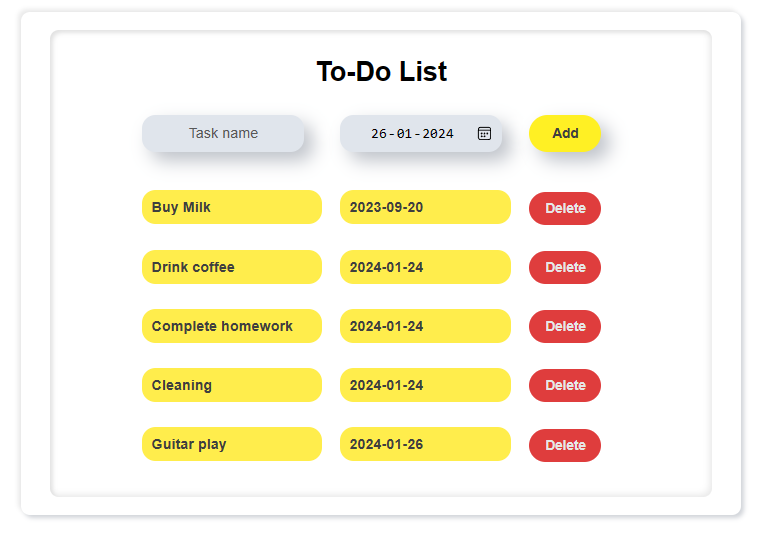 To-Do List
Task name 26-01-2024 Add
Buy Milk 2023-09-20 Delete
Drink coffee 2024-01-24 Delete
Complete homework 2024-01-24 Delete
Cleaning 2024-01-24 Delete
Guitar play 2024-01-26 Delete